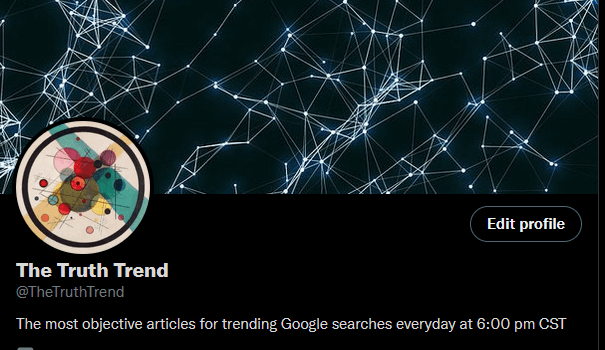 Edit profile
The Truth Trend
@TheTruthTrend
The most objective articles for trending Google searches everyday at 6:00 pm CST